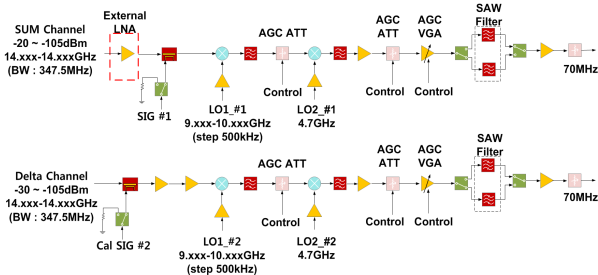 SUM Channel
-20 ~ -105dBm
14.xxx-14.xxxGHz
(BW : 347.5MHz)
External
LNA
SIG #1
LO1_#1
9.xxx-10.xxxGHz
(step 500kHz)
AGC ATT
Control
LO2_#1
4.7GHz
AGC
ATT
Control
AGC
VGA
Control
SAW
Filter
70MHz
Delta Channel
-30 ~ -105dBm
14.xxx-14.xxxGHz
(BW : 347.5MHz)
Cal SIG #2
LO1_#2
9.xxx-10.xxxGHz
(step 500kHz)
AGC ATT
Control
LO2_#2
4.7GHz
AGC
ATT
Control
AGC
VGA
Control
SAW
Filter
70MHz